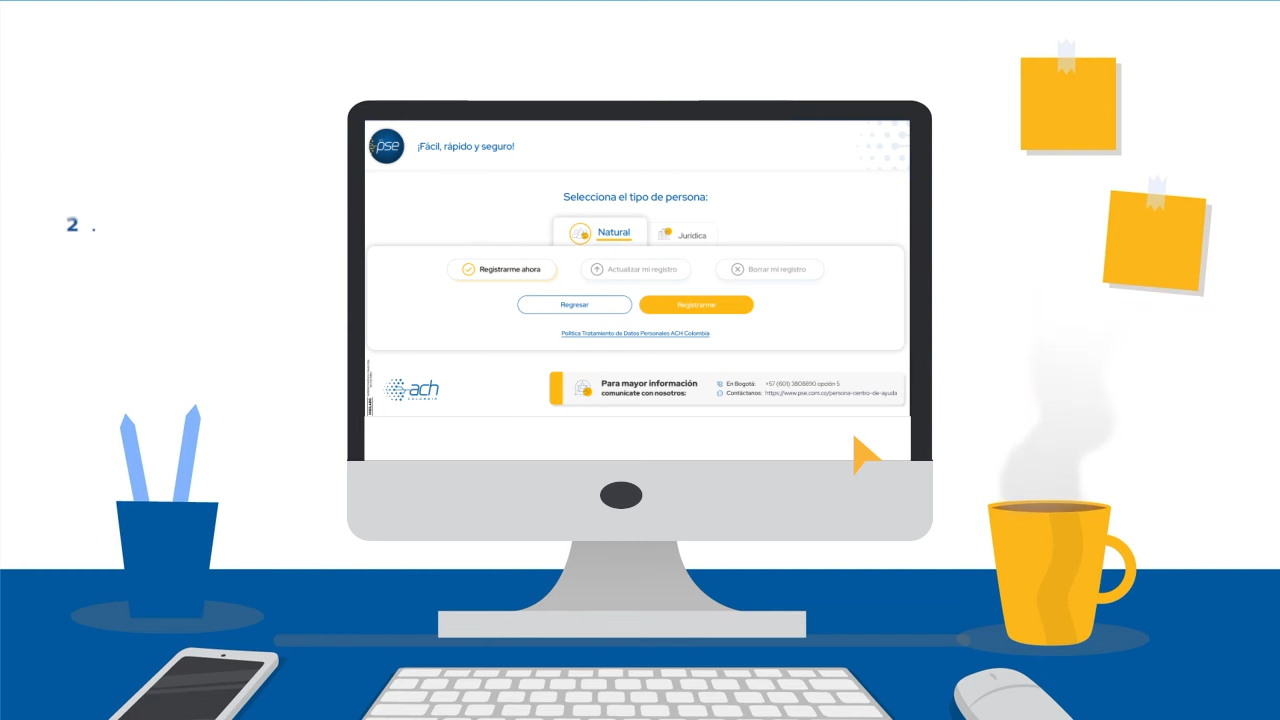 2 .
pse
¡Fácil, rápido y seguro!
Selecciona el tipo de persona:
Natural
Jurídica
Registrarme ahora
Actualizar mi registro
Borrar mi registro
Regresar
Registrarme
Política Tratamiento de Datos Personales ACH Colombia
ach
COLOMBIA
Para mayor información
comunícate con nosotros:
En Bogotá: +57 (601) 3808890 opción 5
Contáctanos: https://www.pse.com.co/persona-centro-de-ayuda